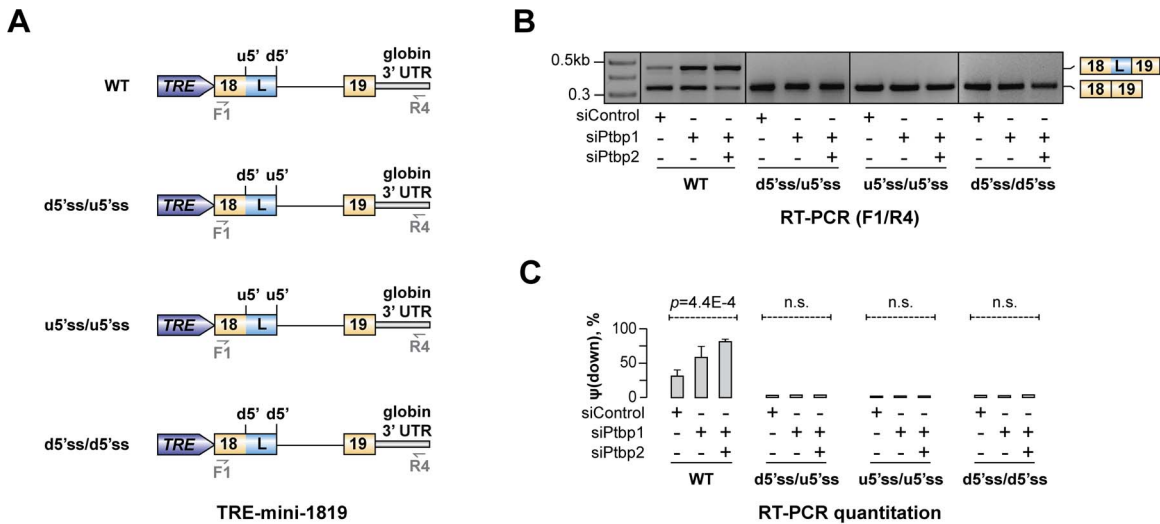 A
WT
TRE
18
L
u5’ d5’
19
globin
3’ UTR
F1
R4
d5’ss/u5’ss
TRE
18
L
d5’ u5’
19
globin
3’ UTR
F1
R4
u5’ss/u5’ss
TRE
18
L
u5’ u5’
19
globin
3’ UTR
F1
R4
d5’ss/d5’ss
TRE
18
L
d5’ d5’
19
globin
3’ UTR
F1
R4
TRE-mini-1819
B
0.5kb
0.3
18 L 19
18 19
siControl + - - + - - + - - + - -
siPtbp1 - + + - + + - + + - + +
siPtbp2 - - + - - + - - + - - +
WT d5’ss/u5’ss u5’ss/u5’ss d5’ss/d5’ss
RT-PCR (F1/R4)
C
p=4.4E-4 n.s. n.s. n.s.
ψ(down), %
100
50
0
siControl + - - + - - + - - + - -
siPtbp1 - + + - + + - + + - + +
siPtbp2 - - + - - + - - + - - +
WT d5’ss/u5’ss u5’ss/u5’ss d5’ss/d5’ss
RT-PCR quantitation